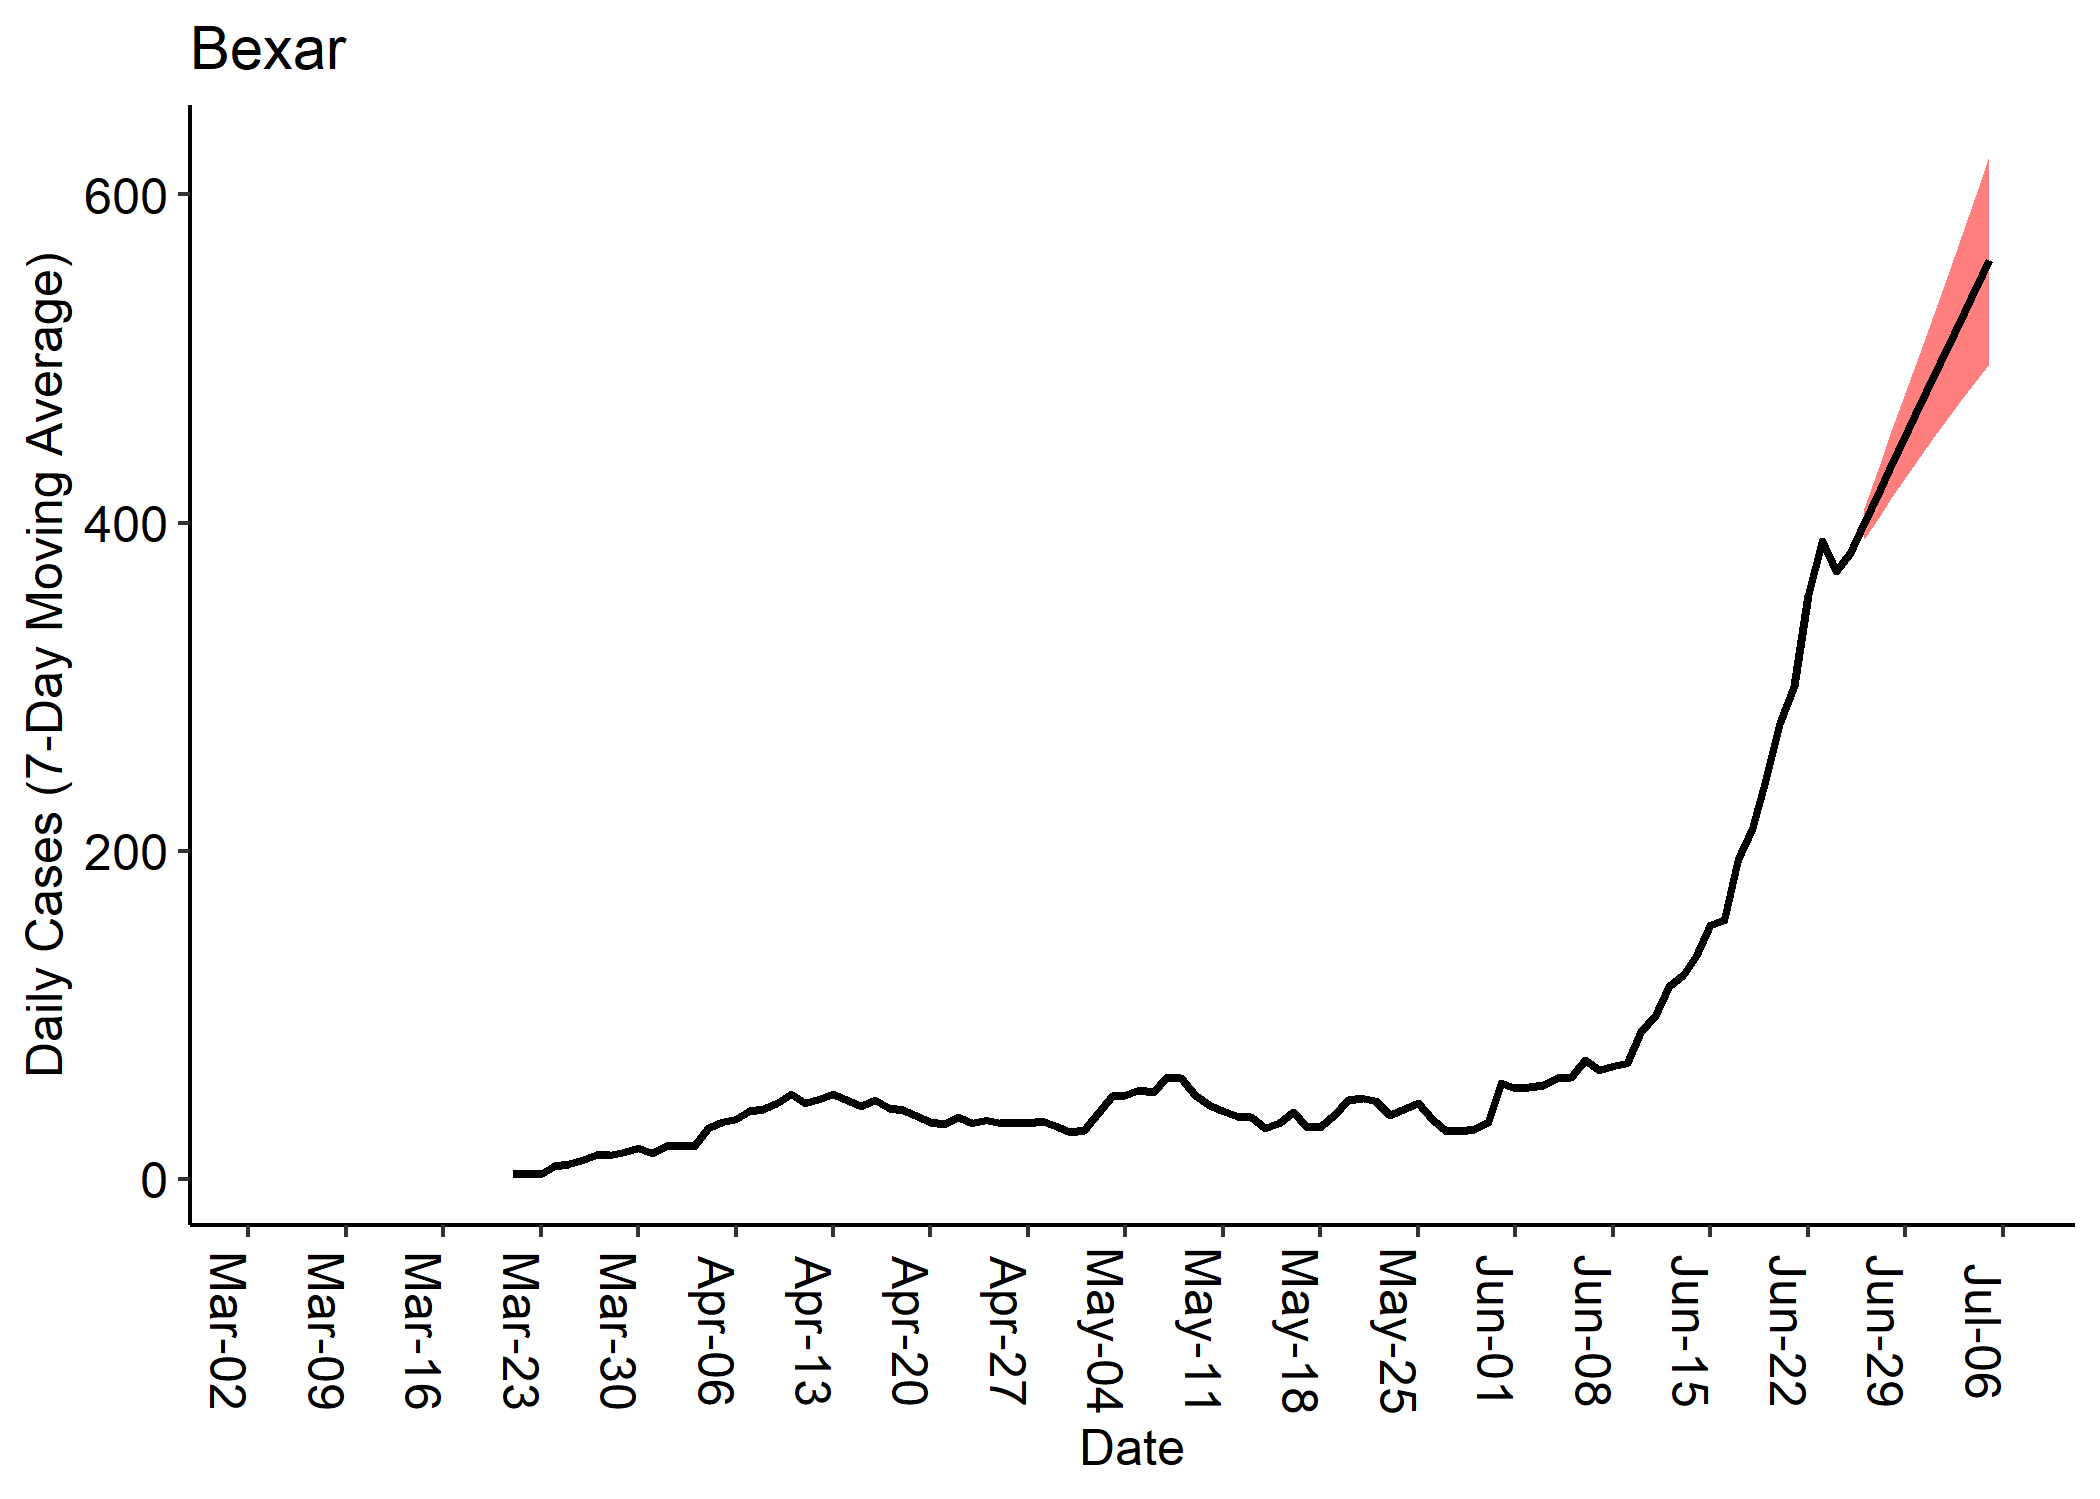 Bexar
Daily Cases (7-Day Moving Average)
600
400
200
0
Mar-02
Mar-09
Mar-16
Mar-23
Mar-30
Apr-06
Apr-13
Apr-20
Apr-27
May-04
May-11
May-18
May-25
Jun-01
Jun-08
Jun-15
Jun-22
Jun-29
Jul-06
Date